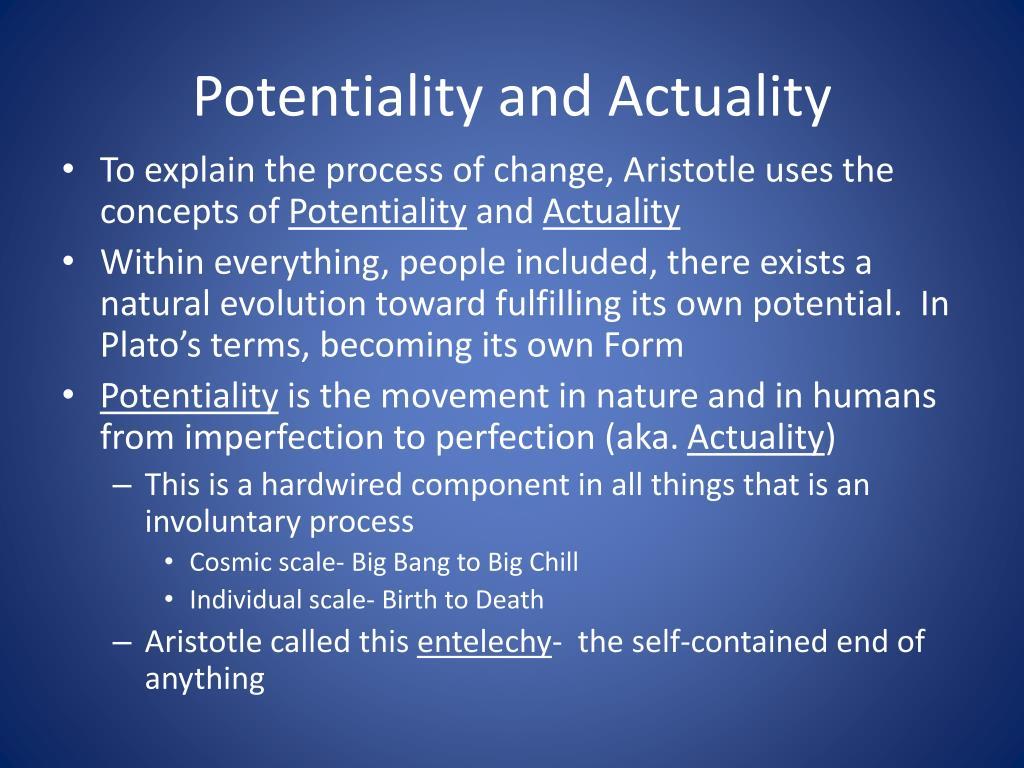 Potentiality and Actuality
• To explain the process of change, Aristotle uses the
concepts of Potentiality and Actuality
• Within everything, people included, there exists a
natural evolution toward fulfilling its own potential.  In
Plato’s terms, becoming its own Form
• Potentiality is the movement in nature and in humans
from imperfection to perfection (aka. Actuality)
– This is a hardwired component in all things that is an
involuntary process
• Cosmic scale- Big Bang to Big Chill
• Individual scale- Birth to Death
– Aristotle called this entelechy-  the self-contained end of
anything